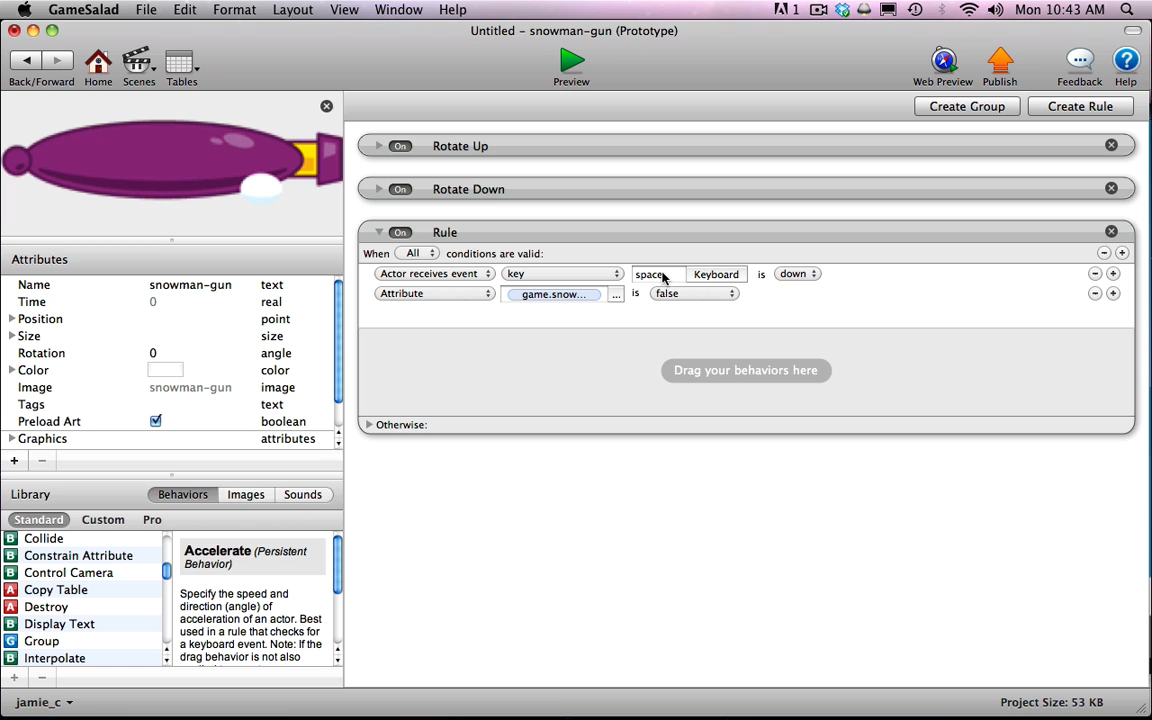 GameSalad File Edit Format Layout View Window Help 1 Mon 10:43 AM
Untitled – snowman-gun (Prototype)
Back/Forward Home Scenes Tables Preview Web Preview Publish Feedback Help
Create Group Create Rule
On Rotate Up
On Rotate Down
On Rule
When All conditions are valid:
Actor receives event key space Keyboard is down
Attribute game.snow... ... is false
Drag your behaviors here
Otherwise:
Attributes
Name snowman-gun text
Time 0 real
Position point
Size size
Rotation 0 angle
Color color
Image snowman-gun image
Tags text
Preload Art boolean
Graphics attributes
Library Behaviors Images Sounds
Standard Custom Pro
B Collide
B Constrain Attribute
B Control Camera
A Copy Table
A Destroy
B Display Text
G Group
B Interpolate
Accelerate (Persistent
Behavior)
Specify the speed and
direction (angle) of
acceleration of an actor. Best
used in a rule that checks for
a keyboard event. Note: If the
drag behavior is not also
jamie_c Project Size: 53 KB